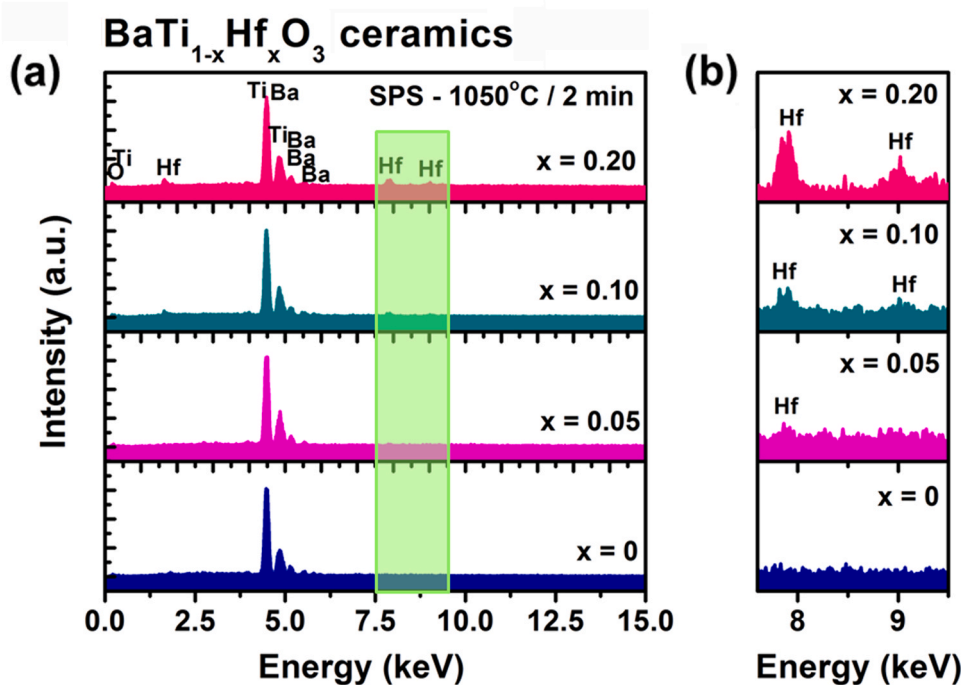 BaTi1-xHfxO3 ceramics
(a)
SPS - 1050°C / 2 min
Ti Ba
Ti Ba
Ba
Ba
Ti
O
Hf
Hf Hf
x = 0.20
x = 0.10
x = 0.05
x = 0
Intensity (a.u.)
0.0 2.5 5.0 7.5 10.0 12.5 15.0
Energy (keV)
(b)
x = 0.20
Hf
Hf
x = 0.10
Hf
Hf
x = 0.05
Hf
x = 0
8 9
Energy (keV)